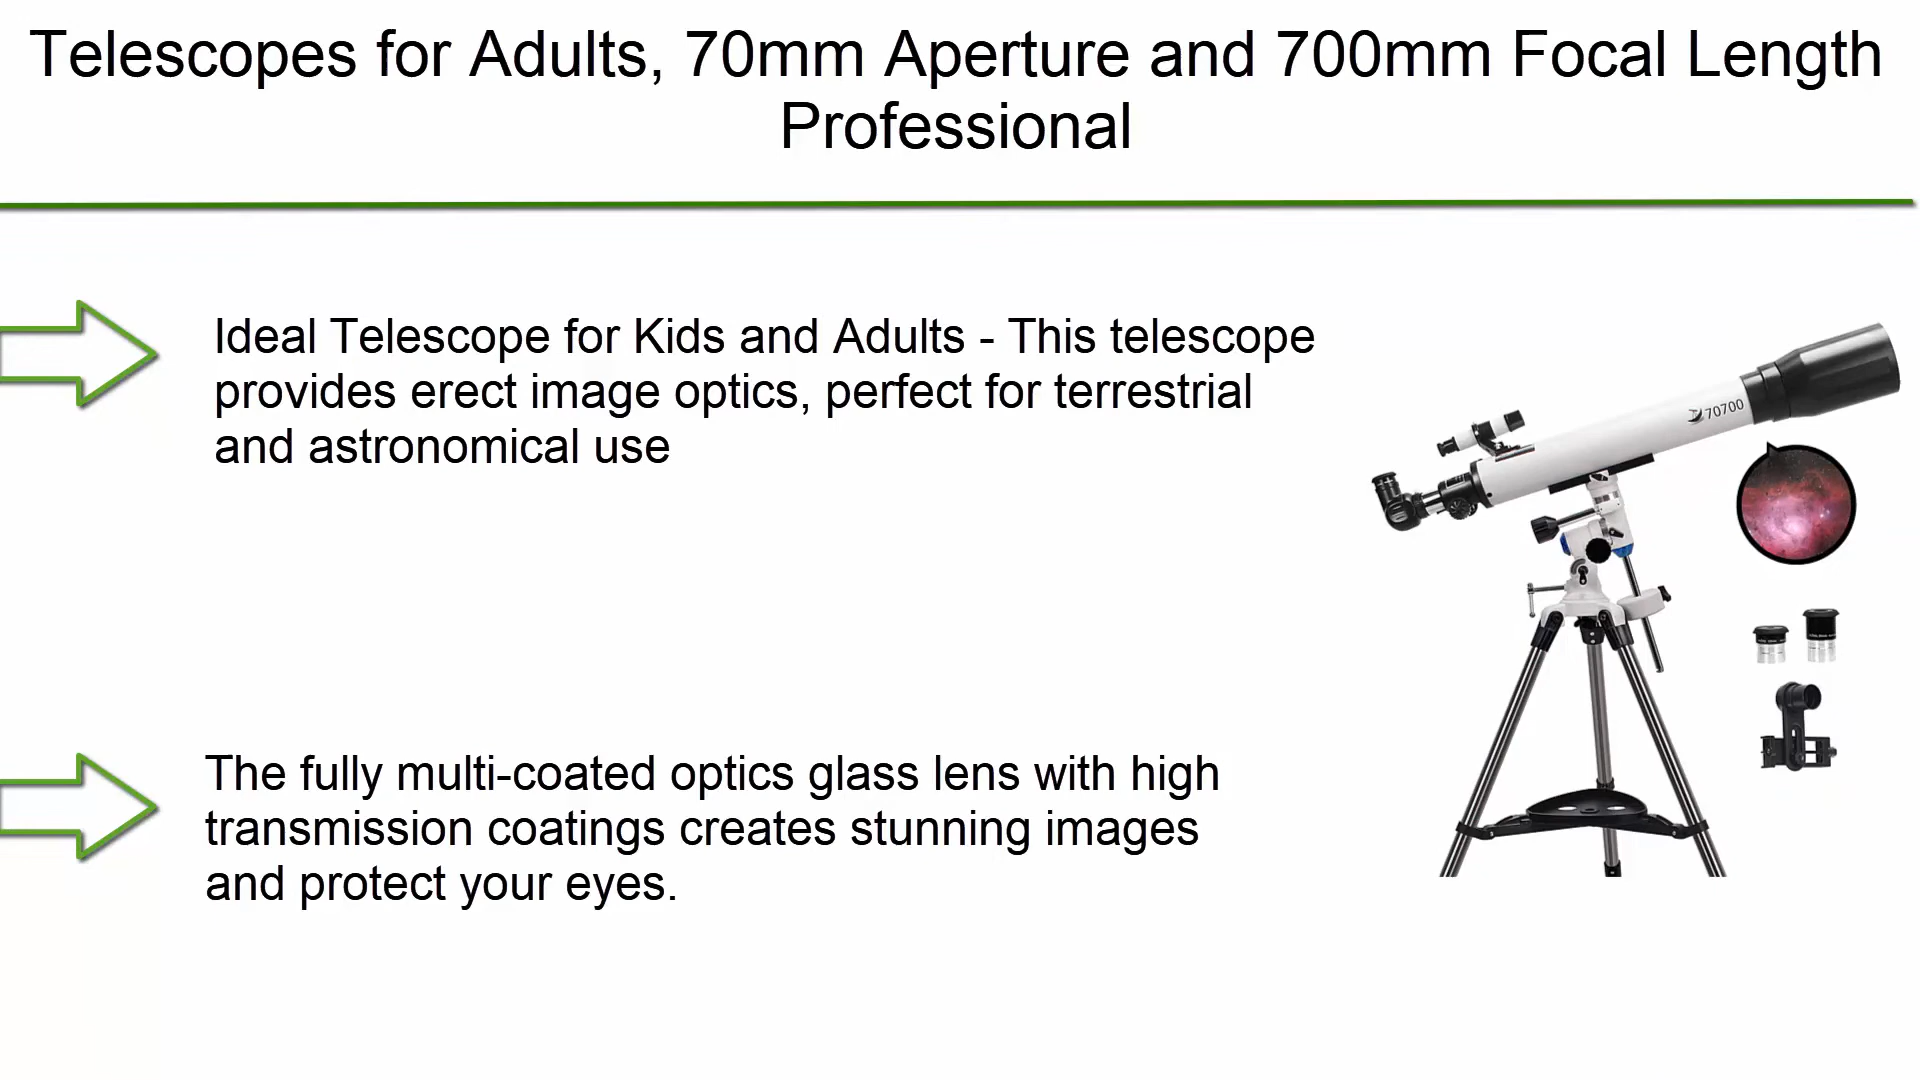 Telescopes for Adults, 70mm Aperture and 700mm Focal Length
Professional
Ideal Telescope for Kids and Adults - This telescope
provides erect image optics, perfect for terrestrial
and astronomical use
70700
The fully multi-coated optics glass lens with high
transmission coatings creates stunning images
and protect your eyes.